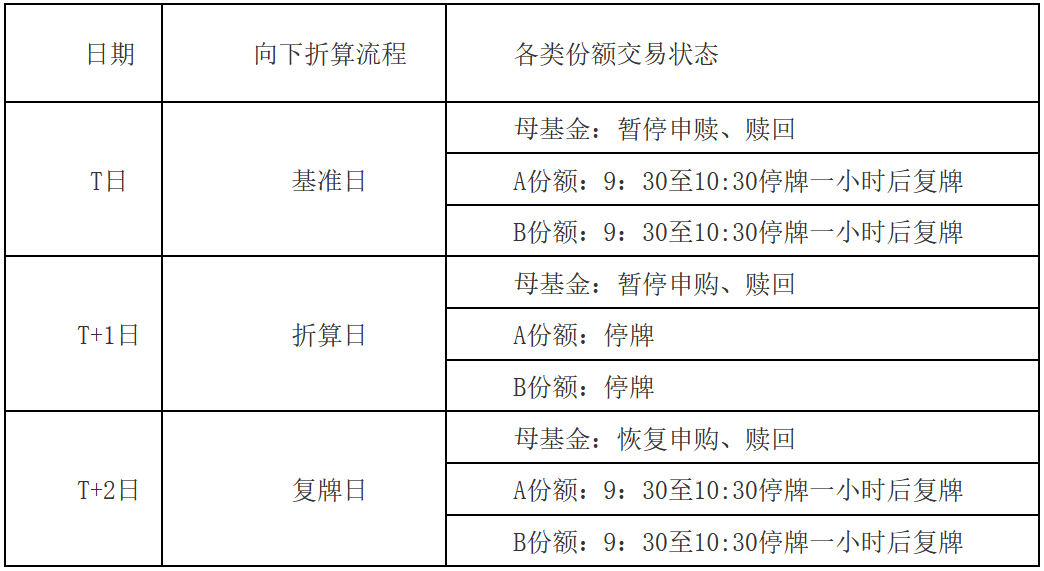 日期 向下折算流程 各类份额交易状态
母基金：暂停申赎、赎回
T日 基准日 A份额：9：30至10:30停牌一小时后复牌
B份额：9：30至10:30停牌一小时后复牌
母基金：暂停申购、赎回
T+1日 折算日 A份额：停牌
B份额：停牌
母基金：恢复申购、赎回
T+2日 复牌日 A份额：9：30至10:30停牌一小时后复牌
B份额：9：30至10:30停牌一小时后复牌